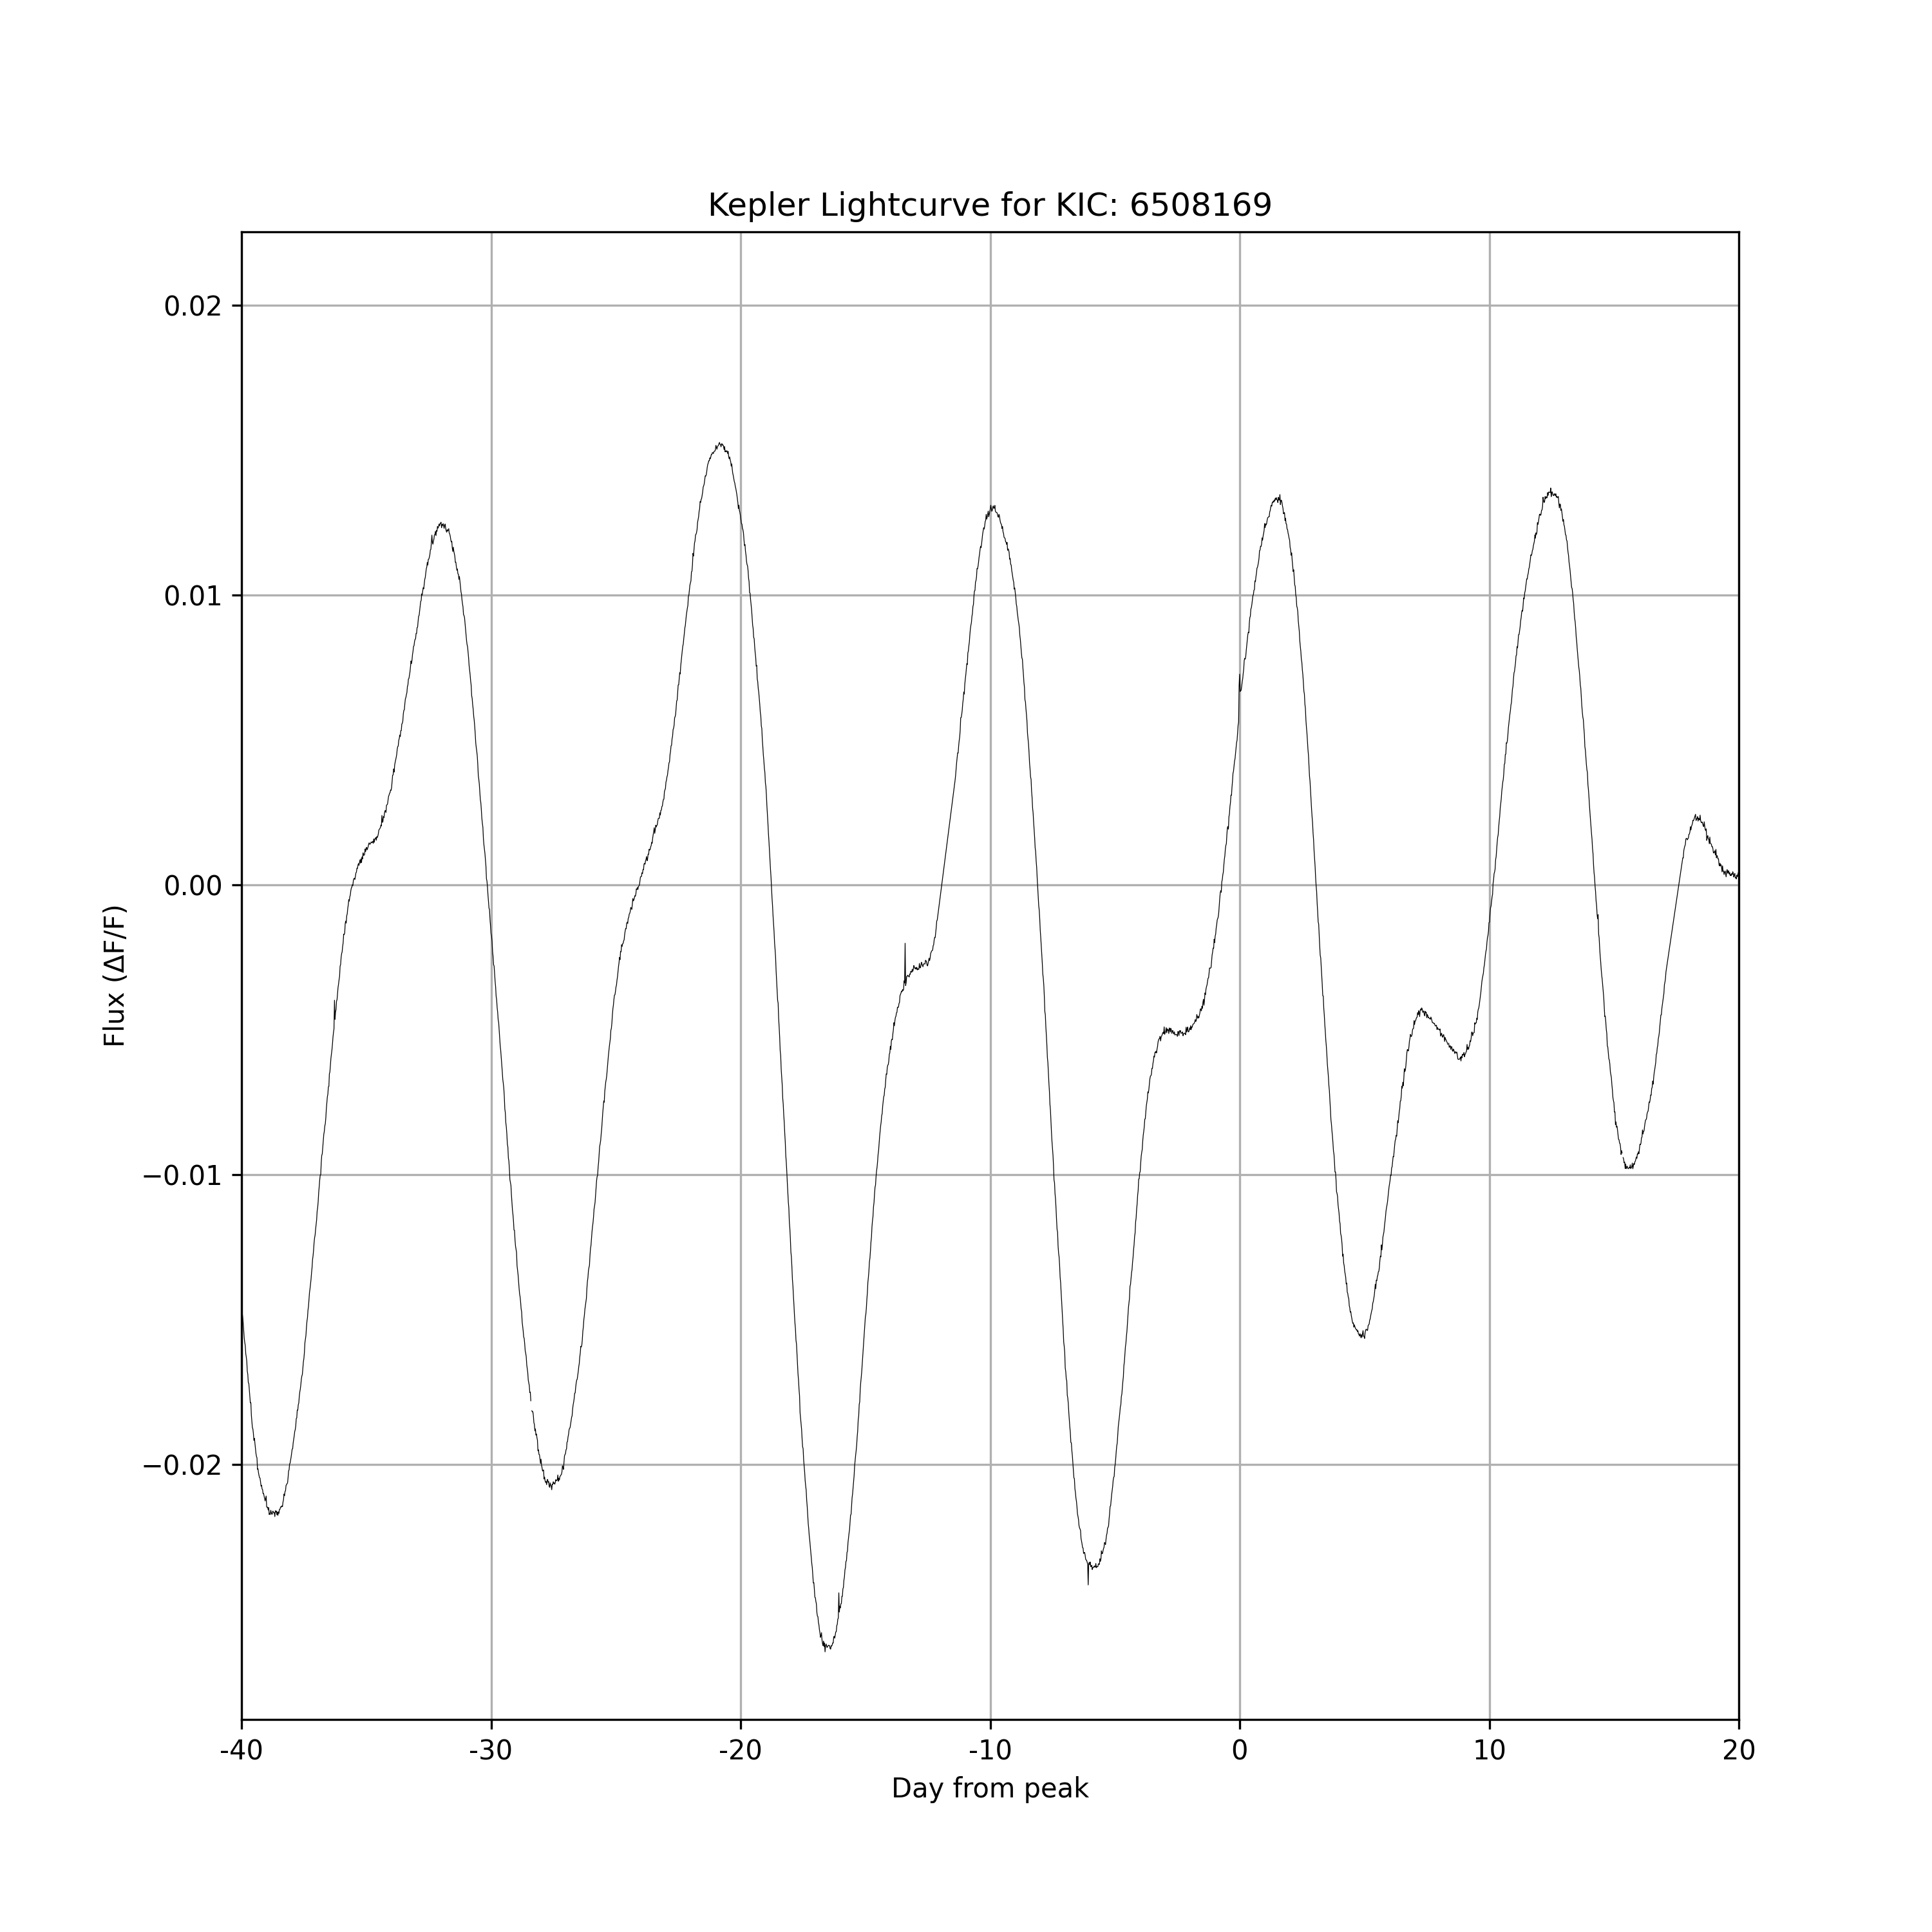 Kepler Lightcurve for KIC: 6508169
0.02
0.01
0.00
−0.01
−0.02
Flux (ΔF/F)
-40 -30 -20 -10 0 10 20
Day from peak